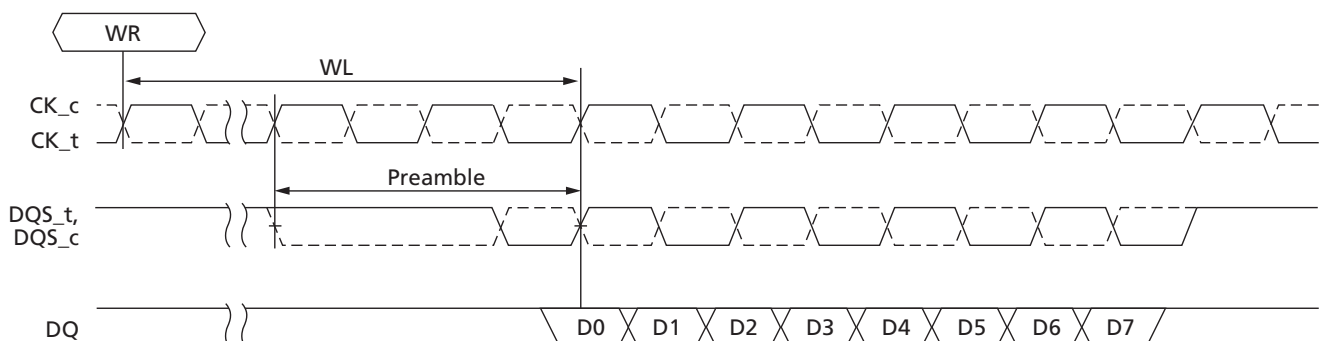 WR
WL
CK_c
CK_t
Preamble
DQS_t,
DQS_c
DQ
D0 D1 D2 D3 D4 D5 D6 D7